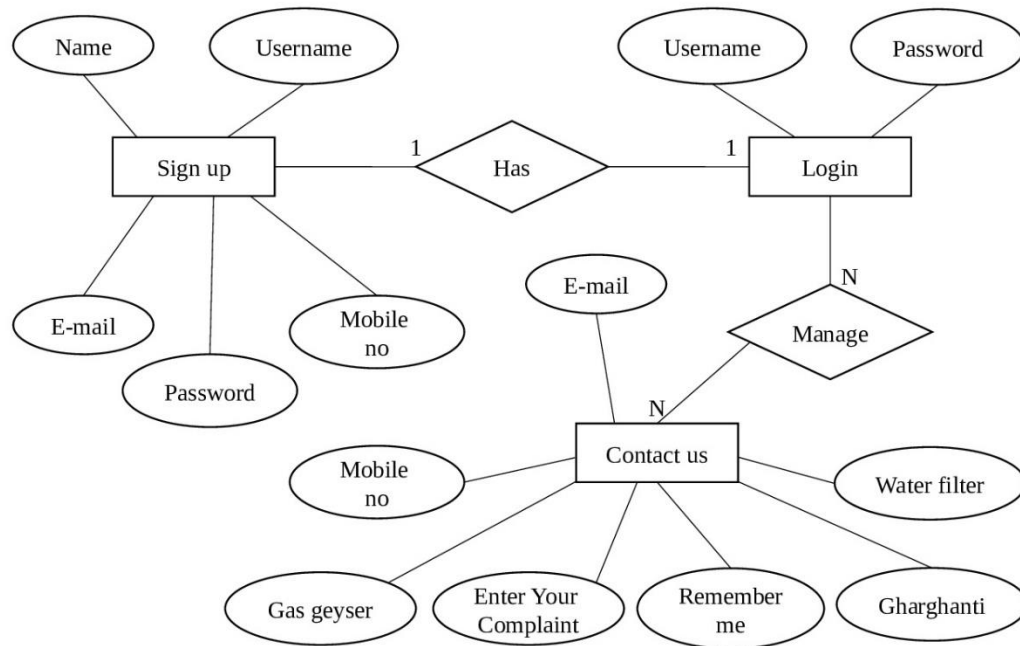 Name
Username
Username
Password
Sign up
1
Has
1
Login
E-mail
N
E-mail
Mobile
no
Manage
Password
N
Contact us
Mobile
no
Water filter
Gas geyser
Enter Your
Complaint
Remember
me
Gharghanti